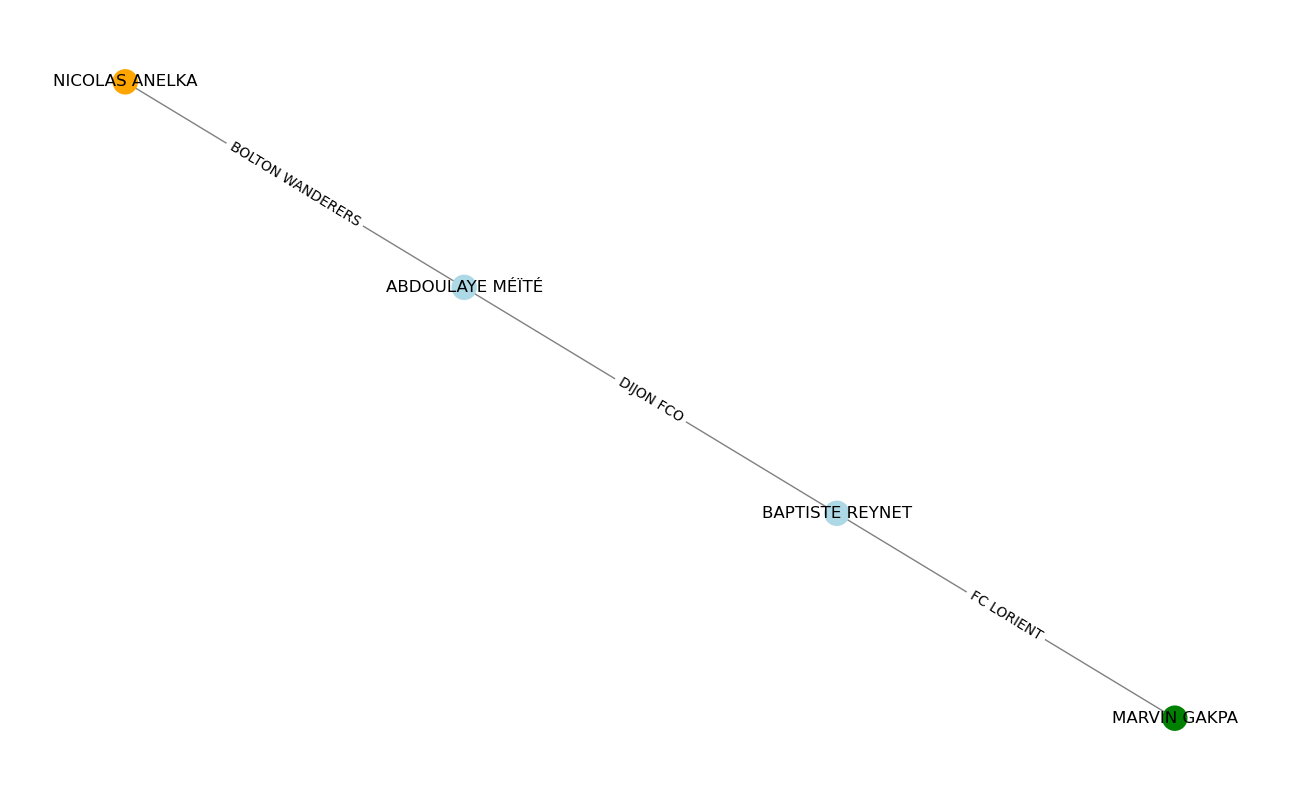 NICOLAS ANELKA
BOLTON WANDERERS
ABDOULAYE MÉÏTÉ
DIJON FCO
BAPTISTE REYNET
FC LORIENT
MARVIN GAKPA